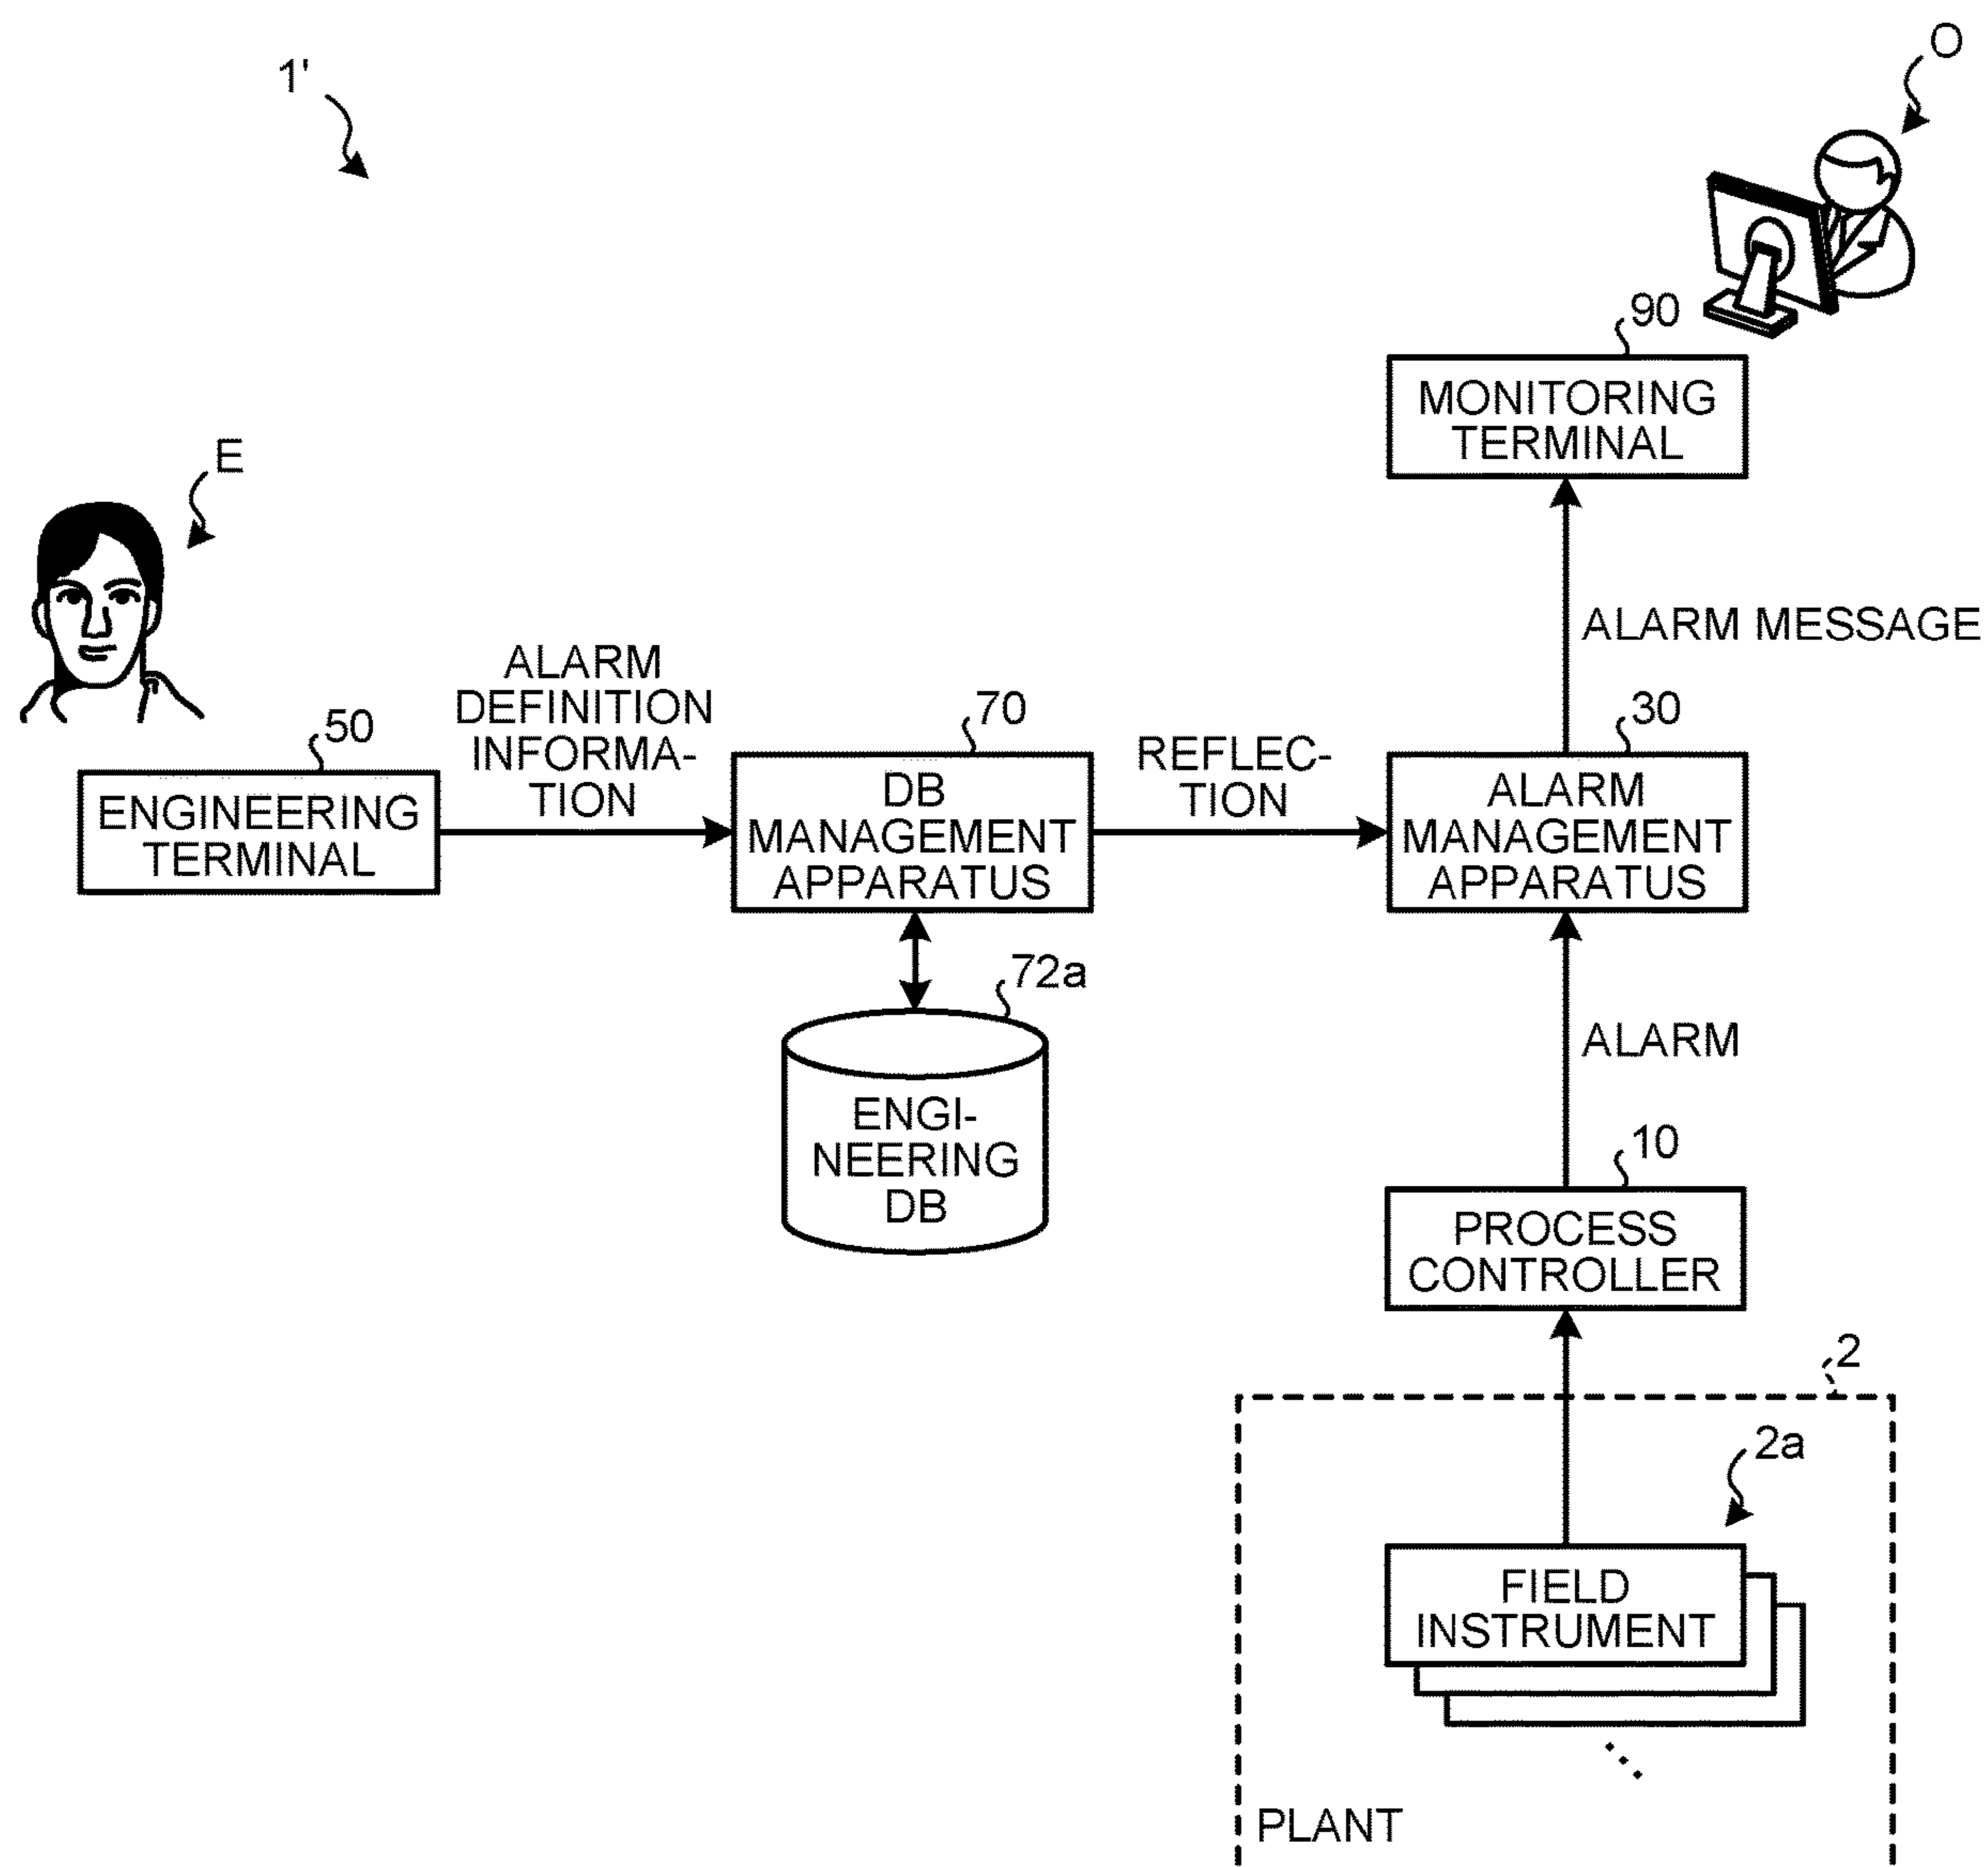 1'
O
90
MONITORING
TERMINAL
E
ALARM MESSAGE
50
ENGINEERING
TERMINAL
ALARM
DEFINITION
INFORMA-
TION
70
DB
MANAGEMENT
APPARATUS
REFLEC-
TION
30
ALARM
MANAGEMENT
APPARATUS
72a
ENGI-
NEERING
DB
ALARM
10
PROCESS
CONTROLLER
2
2a
FIELD
INSTRUMENT
PLANT